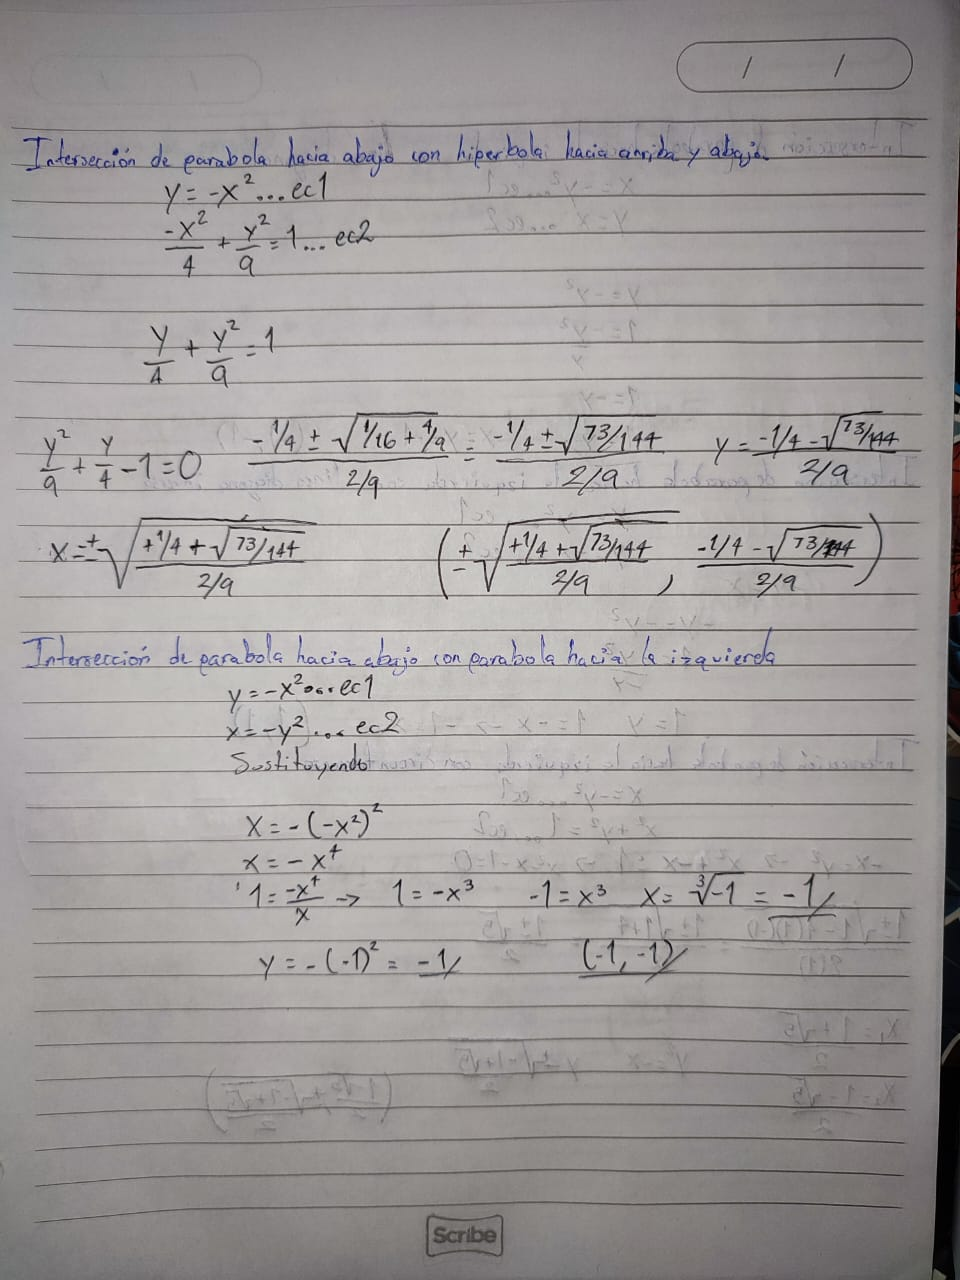 / /
Intersección de parabola hacia abajo con hiperbola hacia arriba y abajo.
y = -x² ... ec1
-x²/4 + y²/9 = 1 ... ec2
y/4 + y²/9 = 1
y²/9 + y/4 - 1 = 0   (-1/4 ± √(1/16 + 4/9))/(2/9) = (-1/4 ± √(73/144))/(2/9)   y = (-1/4 - √(73/144))/(2/9)
x = ± √((+1/4 + √(73/144))/(2/9))   (± √((+1/4 + √(73/144))/(2/9)), (-1/4 - √(73/144))/(2/9))
Intersección de parabola hacia abajo con parabola hacia la izquierda
y = -x² ... ec1
x = -y² ... ec2
Sustituyendo
x = -(-x²)²
x = -x⁴
1 = -x⁴/x → 1 = -x³   -1 = x³   x = ∛-1 = -1/
y = -(-1)² = -1/   (-1, -1)/
Scribe